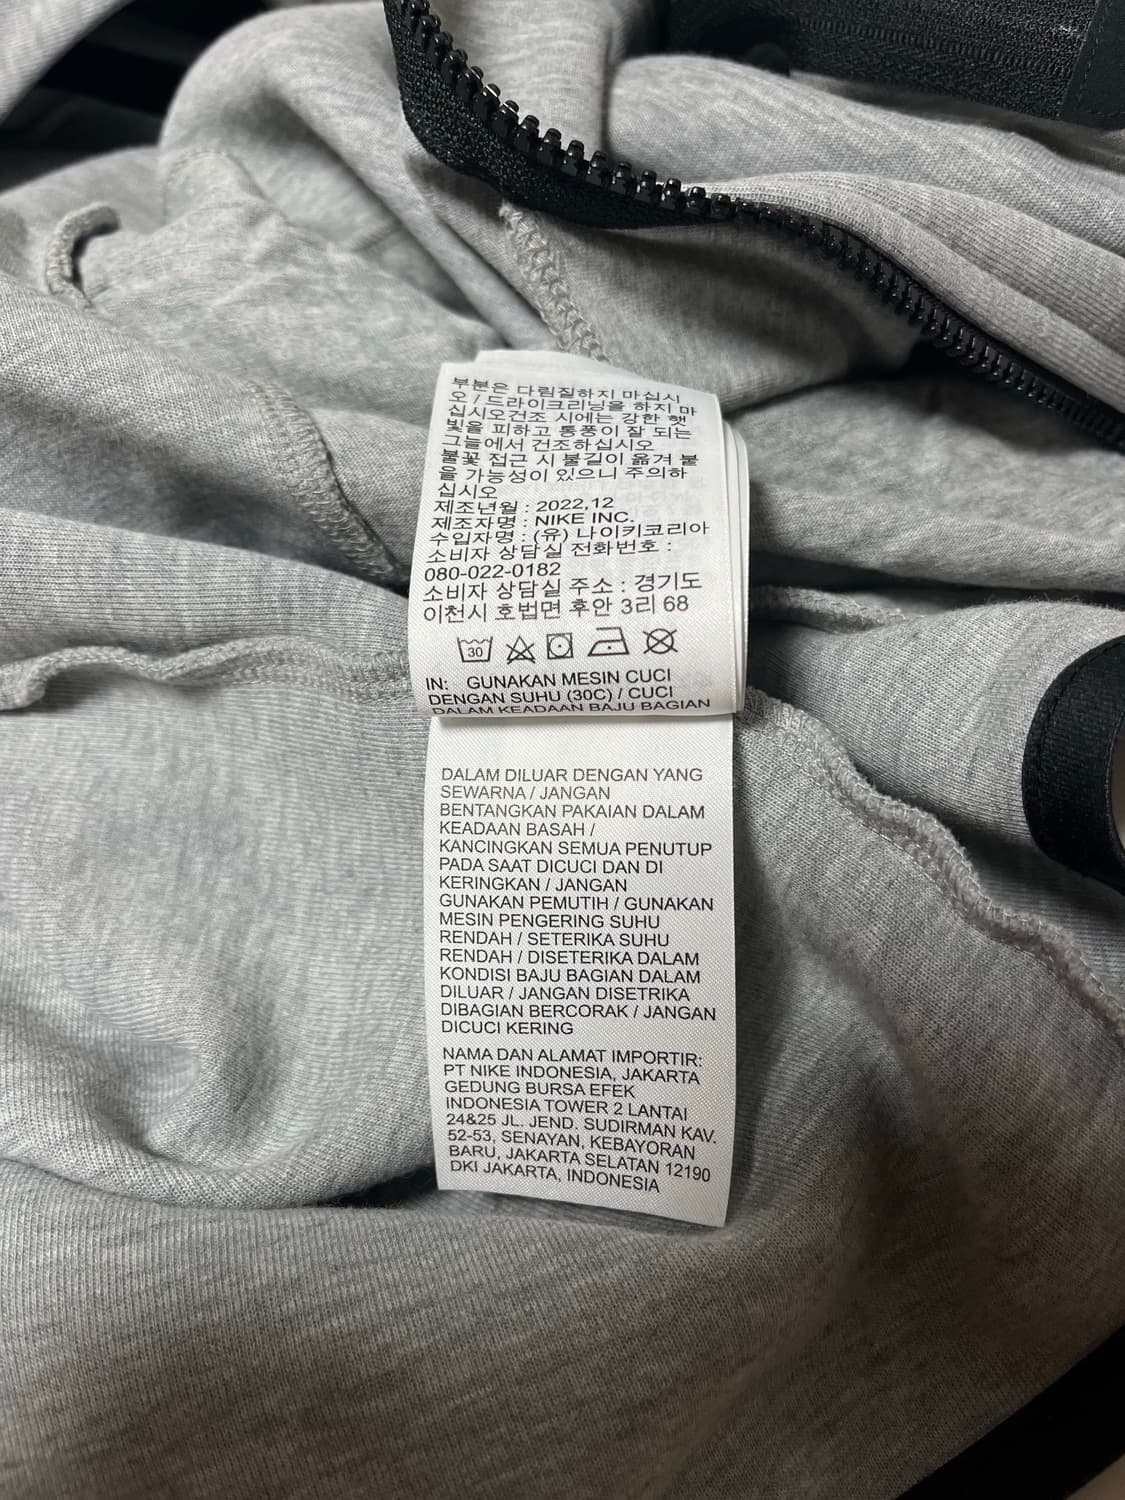 부분은 다림질하지 마십시
오 / 드라이크리닝을 하지 마
십시오건조 시에는 강한 햇
빛을 피하고 통풍이 잘 되는
그늘에서 건조하십시오
불꽃 접근 시 불길이 옮겨 붙
을 가능성이 있으니 주의하
십시오
제조년월 : 2022.12
제조자명 : NIKE INC.
수입자명 : (유) 나이키코리아
소비자 상담실 전화번호 :
080-022-0182
소비자 상담실 주소 : 경기도
이천시 호법면 후안 3리 68
30
IN: GUNAKAN MESIN CUCI
DENGAN SUHU (30C) / CUCI
DALAM KEADAAN BAJU BAGIAN
DALAM DILUAR DENGAN YANG
SEWARNA / JANGAN
BENTANGKAN PAKAIAN DALAM
KEADAAN BASAH /
KANCINGKAN SEMUA PENUTUP
PADA SAAT DICUCI DAN DI
KERINGKAN / JANGAN
GUNAKAN PEMUTIH / GUNAKAN
MESIN PENGERING SUHU
RENDAH / SETERIKA SUHU
RENDAH / DISETERIKA DALAM
KONDISI BAJU BAGIAN DALAM
DILUAR / JANGAN DISETRIKA
DIBAGIAN BERCORAK / JANGAN
DICUCI KERING
NAMA DAN ALAMAT IMPORTIR:
PT NIKE INDONESIA, JAKARTA
GEDUNG BURSA EFEK
INDONESIA TOWER 2 LANTAI
24&25 JL. JEND. SUDIRMAN KAV.
52-53, SENAYAN, KEBAYORAN
BARU, JAKARTA SELATAN 12190
DKI JAKARTA, INDONESIA